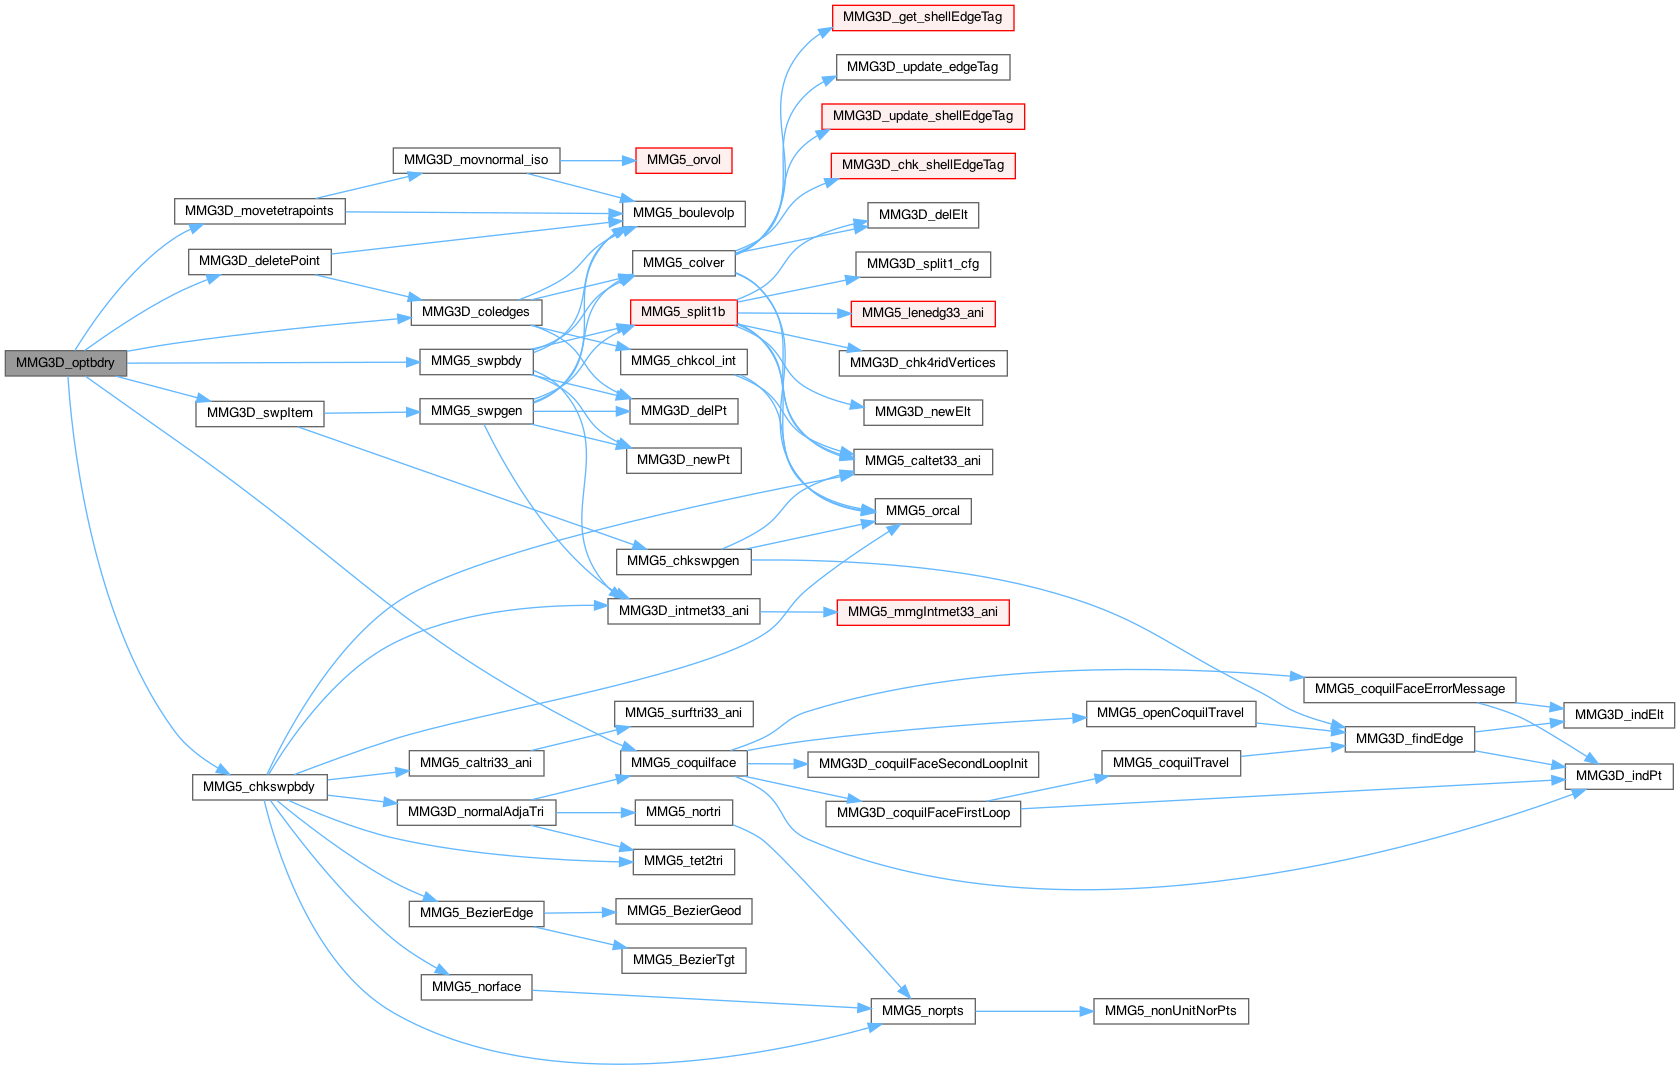 MMG3D_get_shellEdgeTag
MMG3D_update_edgeTag
MMG3D_update_shellEdgeTag
MMG3D_movnormal_iso
MMG5_orvol
MMG3D_chk_shellEdgeTag
MMG3D_movetetrapoints
MMG5_boulevolp
MMG3D_delElt
MMG3D_deletePoint
MMG5_colver
MMG3D_split1_cfg
MMG3D_coledges
MMG5_split1b
MMG5_lenedg33_ani
MMG3D_optbdry
MMG5_swpbdy
MMG5_chkcol_int
MMG3D_chk4ridVertices
MMG3D_swpItem
MMG5_swpgen
MMG3D_delPt
MMG3D_newElt
MMG3D_newPt
MMG5_caltet33_ani
MMG5_orcal
MMG5_chkswpgen
MMG3D_intmet33_ani
MMG5_mmgIntmet33_ani
MMG5_coquilFaceErrorMessage
MMG5_surftri33_ani
MMG5_openCoquilTravel
MMG3D_indElt
MMG3D_findEdge
MMG5_caltri33_ani
MMG5_coquilface
MMG3D_coquilFaceSecondLoopInit
MMG5_coquilTravel
MMG3D_indPt
MMG5_chkswpbdy
MMG3D_normalAdjaTri
MMG5_nortri
MMG3D_coquilFaceFirstLoop
MMG5_tet2tri
MMG5_BezierEdge
MMG5_BezierGeod
MMG5_BezierTgt
MMG5_norface
MMG5_norpts
MMG5_nonUnitNorPts